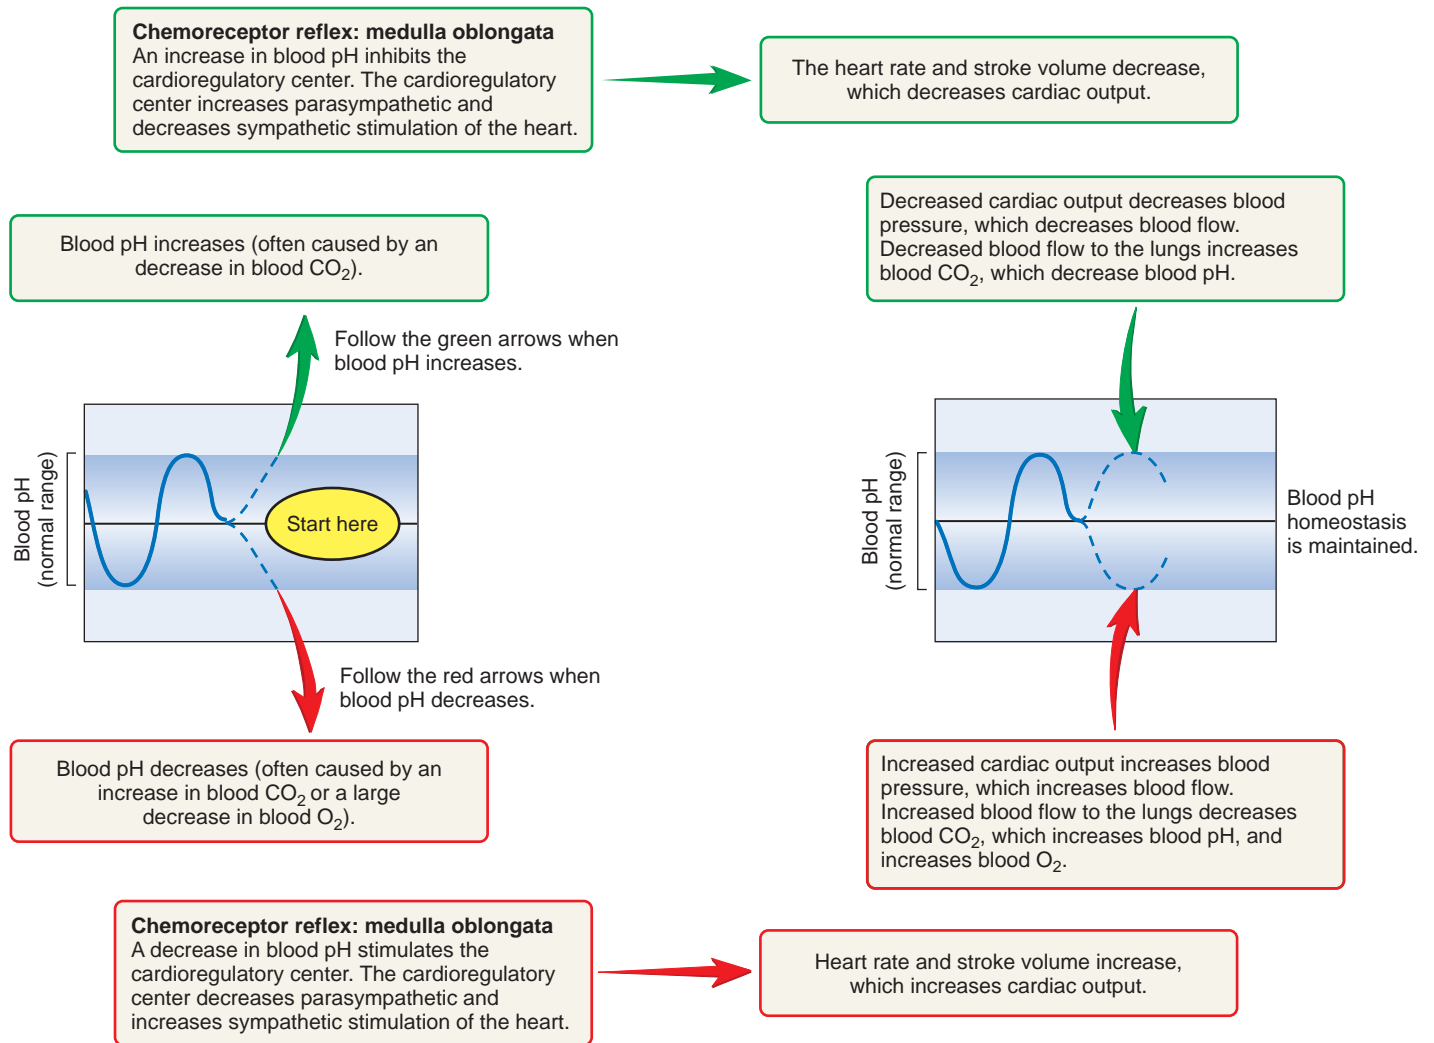 Chemoreceptor reflex: medulla oblongata
An increase in blood pH inhibits the
cardioregulatory center. The cardioregulatory
center increases parasympathetic and
decreases sympathetic stimulation of the heart.
The heart rate and stroke volume decrease,
which decreases cardiac output.
Blood pH increases (often caused by an
decrease in blood CO2).
Decreased cardiac output decreases blood
pressure, which decreases blood flow.
Decreased blood flow to the lungs increases
blood CO2, which decrease blood pH.
Follow the green arrows when
blood pH increases.
Blood pH
(normal range)
Start here
Blood pH
(normal range)
Blood pH
homeostasis
is maintained.
Follow the red arrows when
blood pH decreases.
Blood pH decreases (often caused by an
increase in blood CO2 or a large
decrease in blood O2).
Increased cardiac output increases blood
pressure, which increases blood flow.
Increased blood flow to the lungs decreases
blood CO2, which increases blood pH, and
increases blood O2.
Chemoreceptor reflex: medulla oblongata
A decrease in blood pH stimulates the
cardioregulatory center. The cardioregulatory
center decreases parasympathetic and
increases sympathetic stimulation of the heart.
Heart rate and stroke volume increase,
which increases cardiac output.